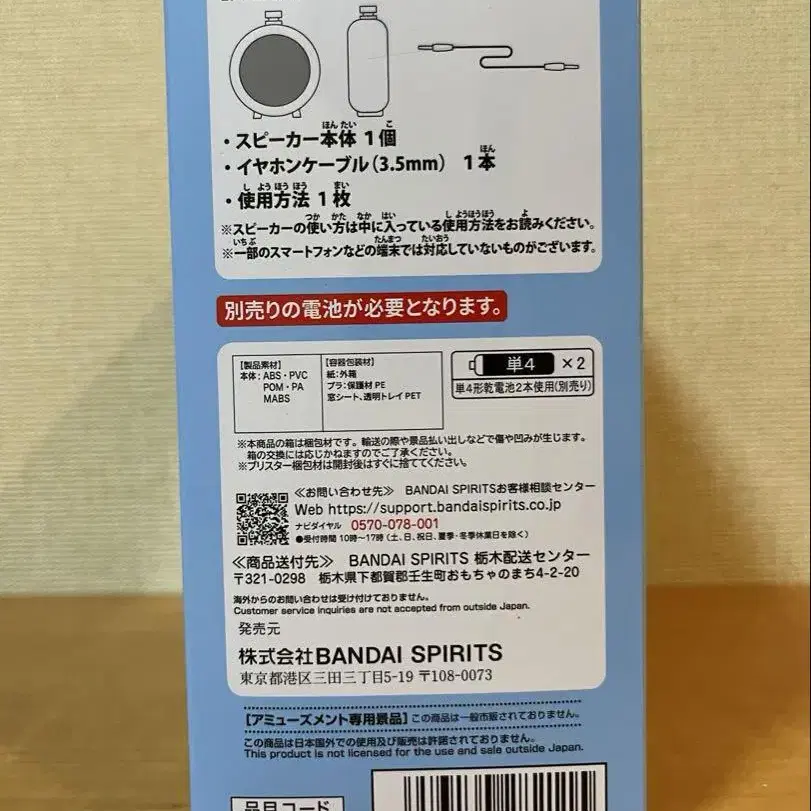 ・スピーカー本体 1個
・イヤホンケーブル(3.5mm) 1本
・使用方法 1枚
※スピーカーの使い方は中に入っている使用方法をお読みください。
※一部のスマートフォンなどの端末では対応していないものがございます。
別売りの電池が必要となります。
【製品素材】
本体:ABS・PVC
POM・PA
MABS
【容器包装材】
紙:外箱
プラ:保護材 PE
窓シート、透明トレイ PET
単4 ×2
単4形乾電池2本使用(別売り)
※本商品の箱は梱包材です。輸送の際や景品払い出しなどで傷や凹みが生じます。
箱の交換には応じかねますのでご了承ください。
※ブリスター梱包材は開封後はすぐに捨ててください。
≪お問い合わせ先≫ BANDAI SPIRITSお客様相談センター
Web https://support.bandaispirits.co.jp
ナビダイヤル 0570-078-001
●受付時間 10時~17時(土、日、祝日、夏季・冬季休業日を除く)
≪商品送付先≫ BANDAI SPIRITS 栃木配送センター
〒321-0298 栃木県下都賀郡壬生町おもちゃのまち4-2-20
海外からのお問い合わせは受け付けておりません。
Customer service inquiries are not accepted from outside Japan.
発売元
株式会社BANDAI SPIRITS
東京都港区三田三丁目5-19 〒108-0073
【アミューズメント専用景品】この商品は一般市販されておりません。
この商品は日本国外での使用及び販売は許諾されておりません。
This product is not licensed for the use and sale outside Japan.
品目コード